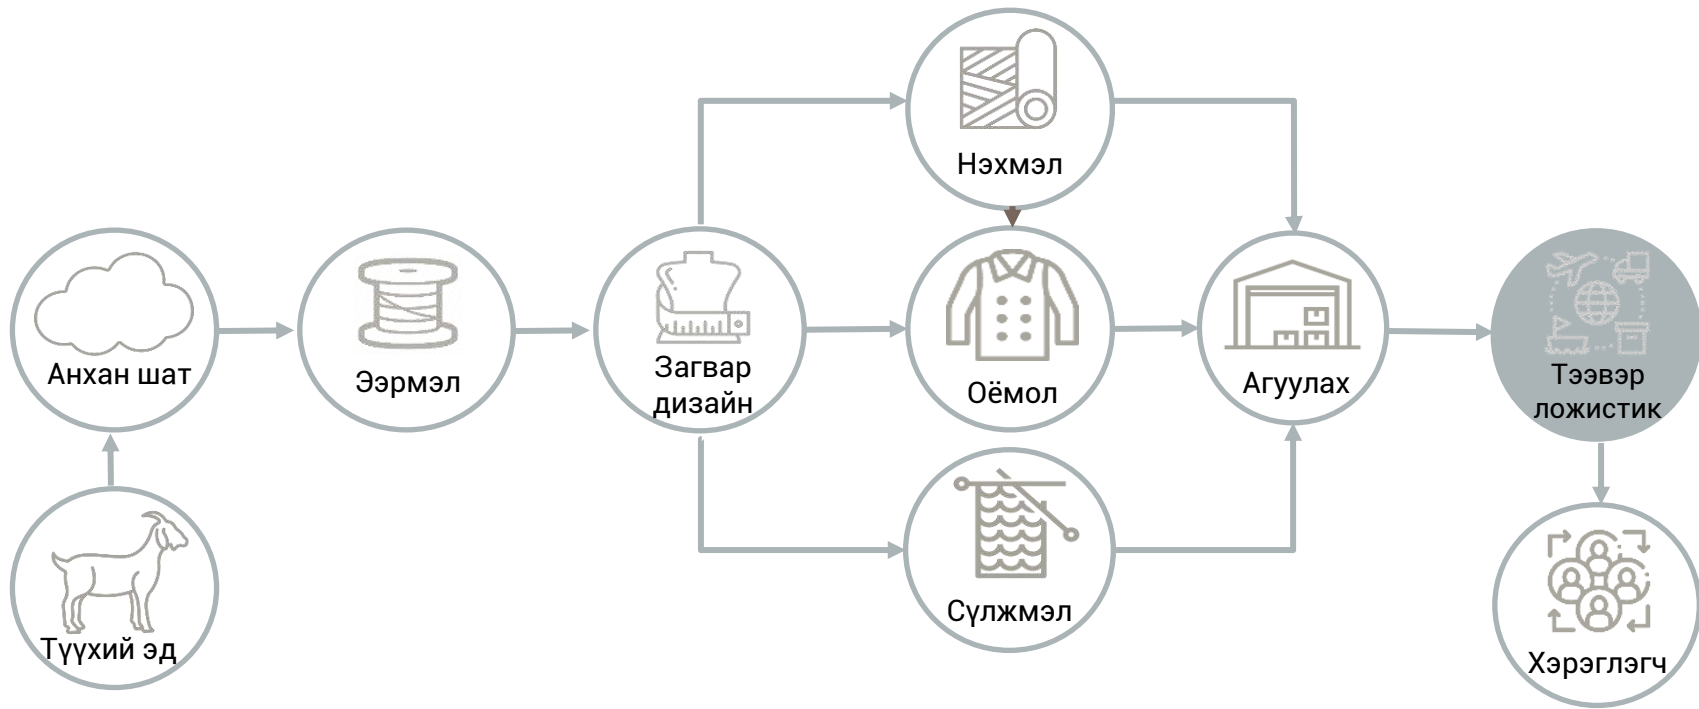 Нэхмэл
Анхан шат
Ээрмэл
Загвар
дизайн
Оёмол
Агуулах
Тээвэр
ложистик
Түүхий эд
Сүлжмэл
Хэрэглэгч